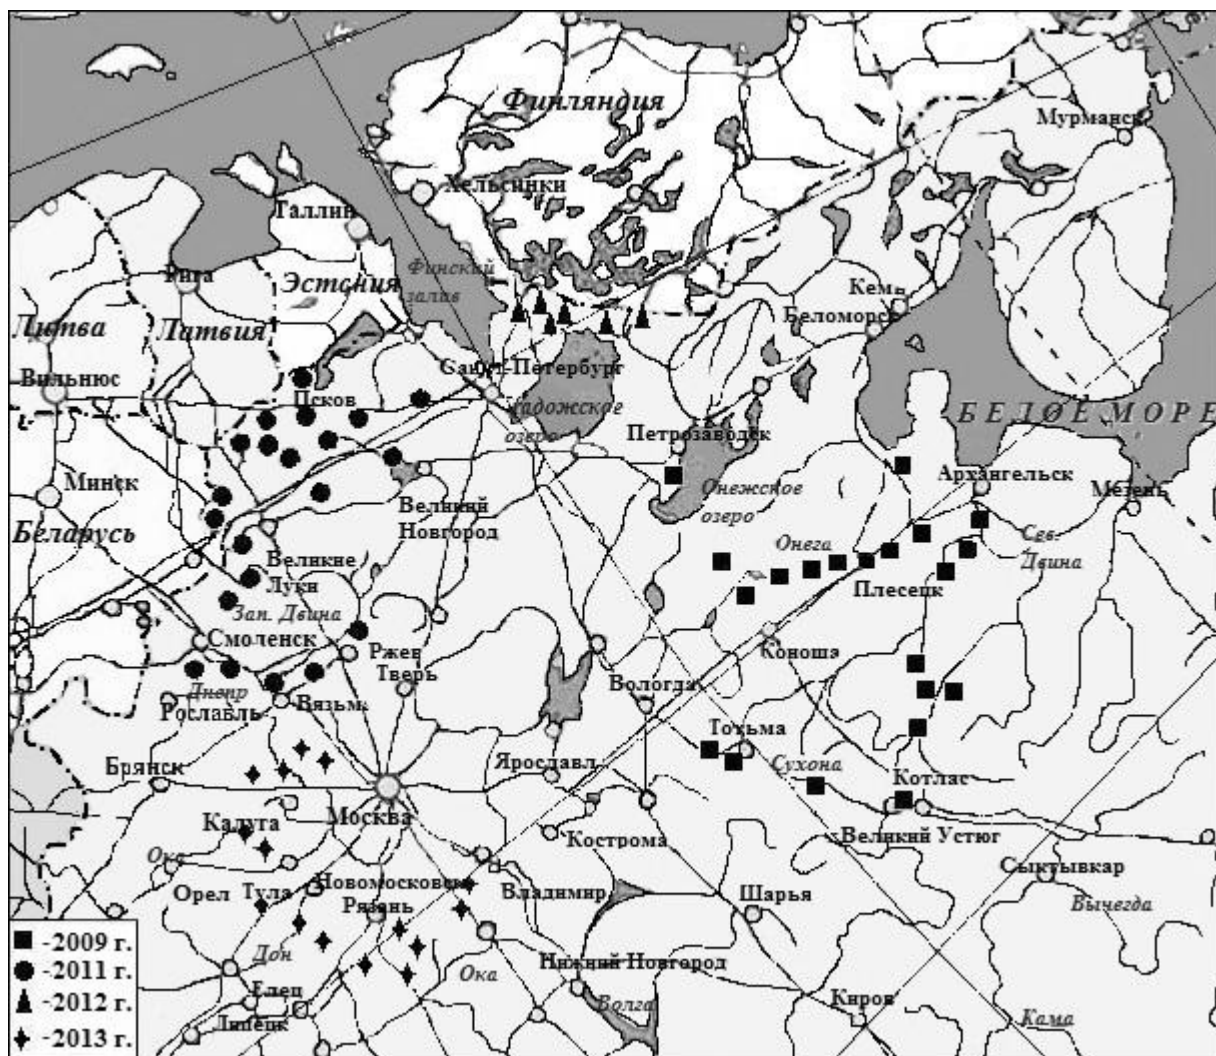 Финляндия
Мурманск
Хельсинки
Таллин
Финский
залив
Рига
Эстония
Кемь
Беломорск
Литва
Латвия
Вильнюс
Санкт-Петербург
Псков
Ладожское
озеро
БЕЛОЕ МОРЕ
Петрозаводск
Минск
Онежское
озеро
Архангельск
Мезень
Беларусь
Великий
Новгород
Онега
Сев.
Двина
Великие
Луки
Плесецк
Зап. Двина
Смоленск
Ржев
Тверь
Коноша
Днепр
Рославль
Вязьм.
Вологда
Тотьма
Сухона
Брянск
Ярославл
Котлас
Калуга
Москва
Кострома
Великий Устюг
Ока
Сыктывкар
Орел
Тула
Новомосковск
Рязань
Владимир
Шарья
Вычегда
-2009 г.
Дон
Ока
Нижний Новгород
-2011 г.
Елец
Волга
Киров
Кама
-2012 г.
Липецк
-2013 г.